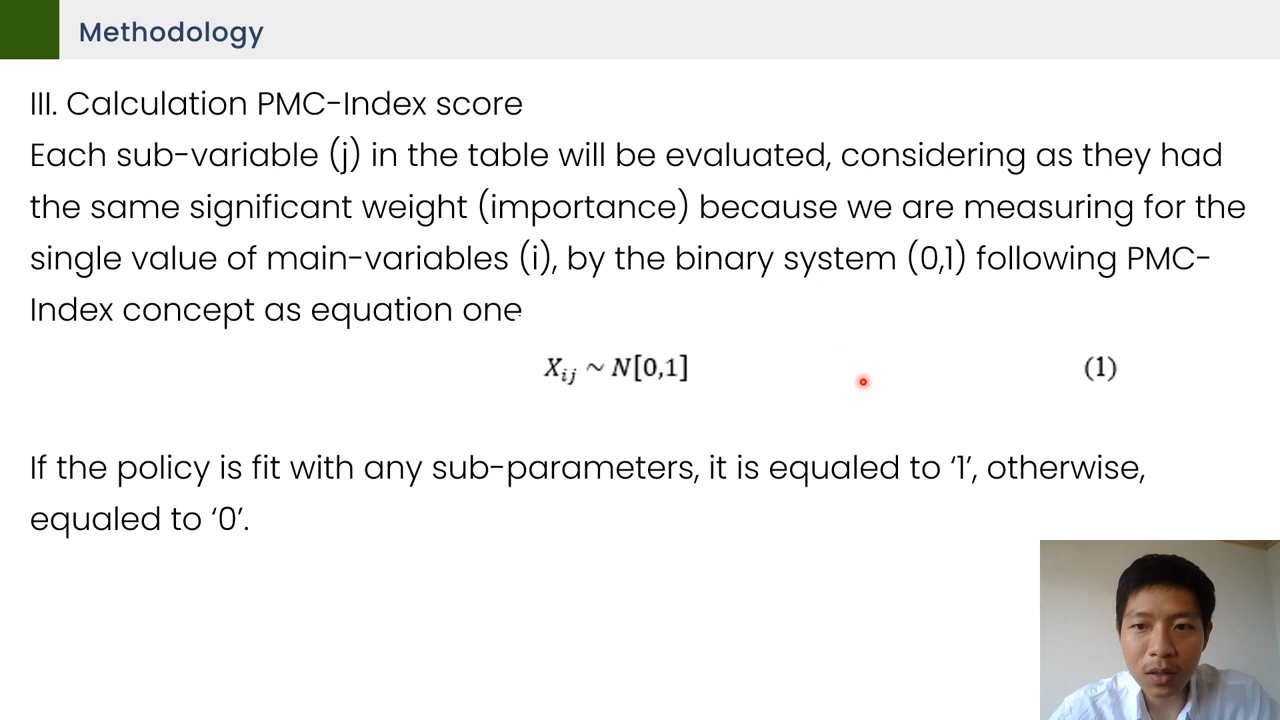 Methodology
III. Calculation PMC-Index score
Each sub-variable (j) in the table will be evaluated, considering as they had
the same significant weight (importance) because we are measuring for the
single value of main-variables (i), by the binary system (0,1) following PMC-
Index concept as equation one
X_{ij} ~ N[0,1] (1)
If the policy is fit with any sub-parameters, it is equaled to ‘1’, otherwise,
equaled to ‘0’.